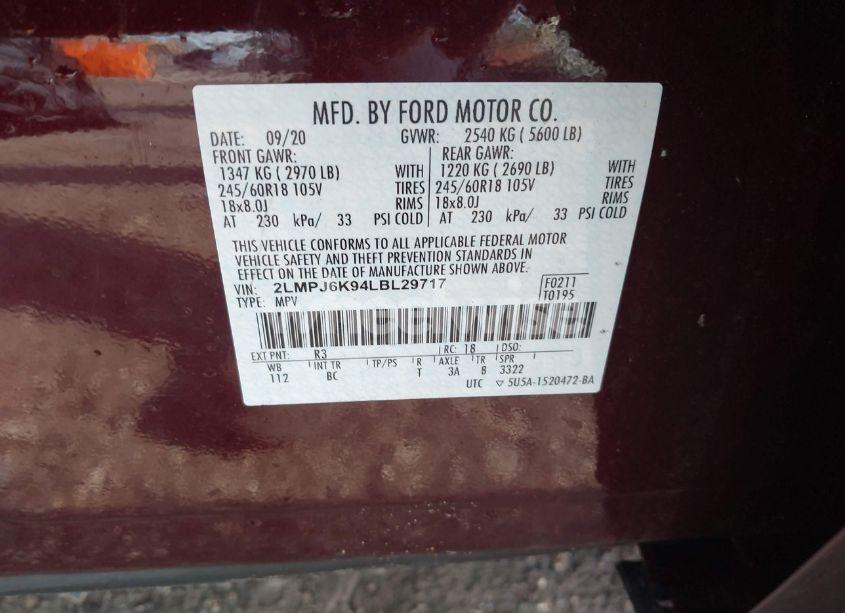 MFD. BY FORD MOTOR CO.
DATE: 09/20 GVWR: 2540 KG ( 5600 LB)
FRONT GAWR: REAR GAWR:
1347 KG ( 2970 LB) WITH 1220 KG ( 2690 LB) WITH
245/60R18 105V TIRES 245/60R18 105V TIRES
18x8.0J RIMS 18x8.0J RIMS
AT 230 kPa/ 33 PSI COLD AT 230 kPa/ 33 PSI COLD
THIS VEHICLE CONFORMS TO ALL APPLICABLE FEDERAL MOTOR
VEHICLE SAFETY AND THEFT PREVENTION STANDARDS IN
EFFECT ON THE DATE OF MANUFACTURE SHOWN ABOVE.
VIN: 2LMPJ6K94LBL29717 F0211
TYPE: MPV T0195
EXT PNT: R3 RC: 18 DSO:
WB INT TR TP/PS R AXLE TR SPR
112 BC T 3A 8 3322
UTC ▽ 5U5A-1520472-BA